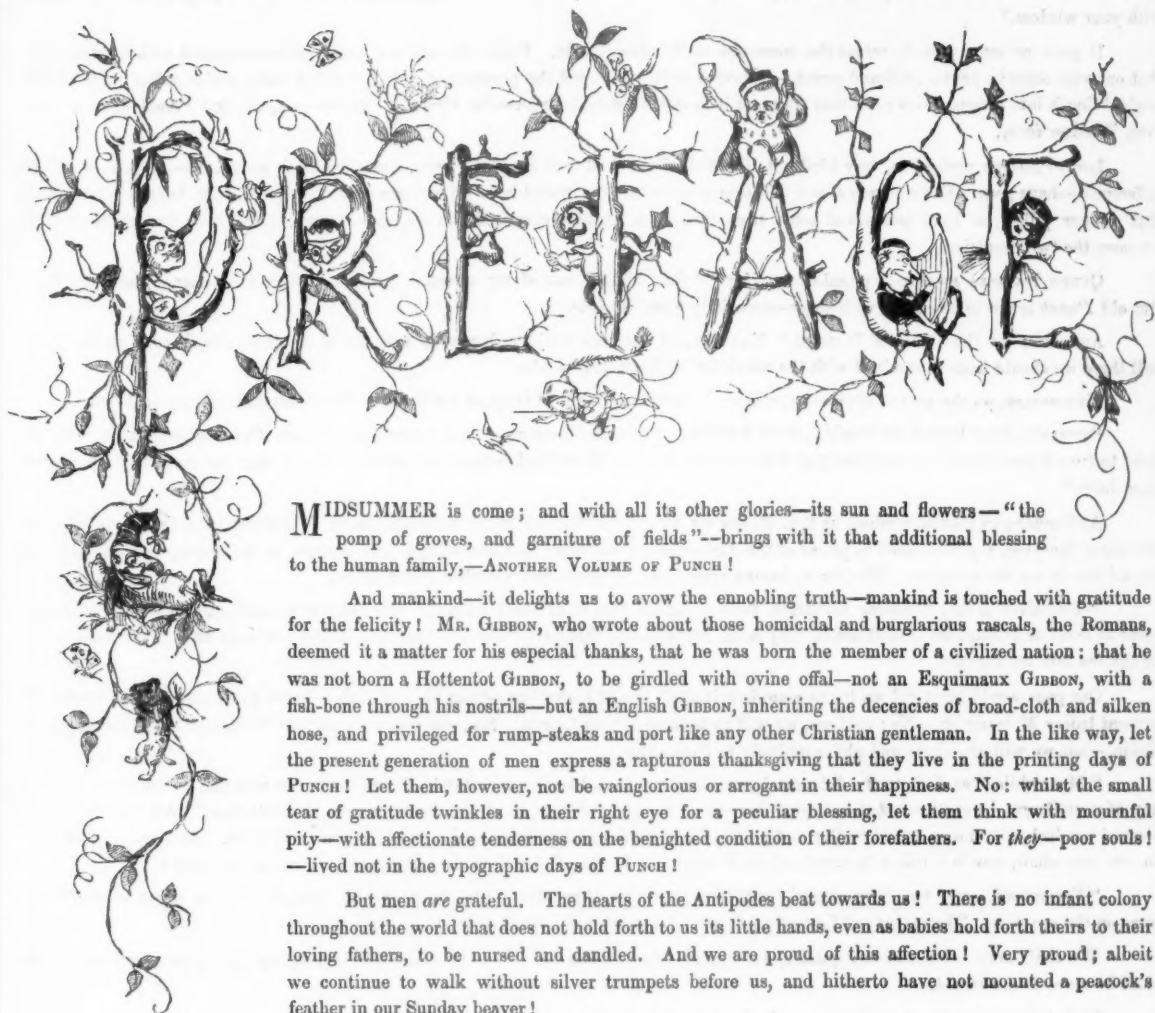 PREFACE
MIDSUMMER is come; and with all its other glories—its sun and flowers—“the
pomp of groves, and garniture of fields”--brings with it that additional blessing
to the human family,—ANOTHER VOLUME OF PUNCH!
And mankind—it delights us to avow the ennobling truth—mankind is touched with gratitude
for the felicity! MR. GIBBON, who wrote about those homicidal and burglarious rascals, the Romans,
deemed it a matter for his especial thanks, that he was born the member of a civilized nation; that he
was not born a Hottentot GIBBON, to be girdled with ovine offal—not an Esquimaux GIBBON, with a
fish-bone through his nostrils—but an English GIBBON, inheriting the decencies of broad-cloth and silken
hose, and privileged for rump-steaks and port like any other Christian gentleman. In the like way, let
the present generation of men express a rapturous thanksgiving that they live in the printing days of
PUNCH! Let them, however, not be vainglorious or arrogant in their happiness. No: whilst the small
tear of gratitude twinkles in their right eye for a peculiar blessing, let them think with mournful
pity—with affectionate tenderness on the benighted condition of their forefathers. For they—poor souls!
—lived not in the typographic days of PUNCH!
But men are grateful. The hearts of the Antipodes beat towards us! There is no infant colony
throughout the world that does not hold forth to us its little hands, even as babies hold forth theirs to their
loving fathers, to be nursed and dandled. And we are proud of this affection! Very proud; albeit
we continue to walk without silver trumpets before us, and hitherto have not mounted a peacock's
feather in our Sunday beaver!